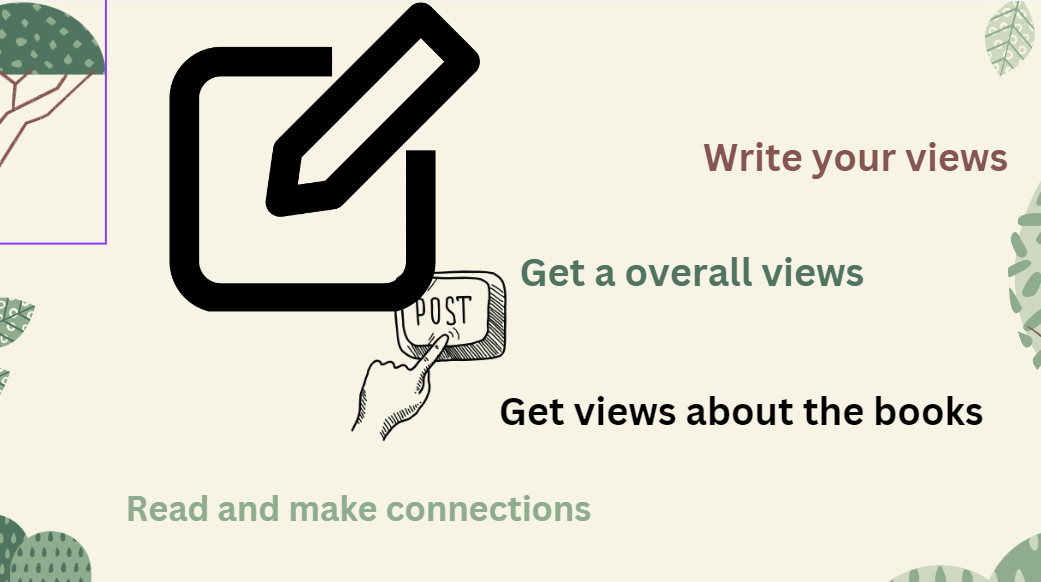 Write your views
Get a overall views
POST
Get views about the books
Read and make connections